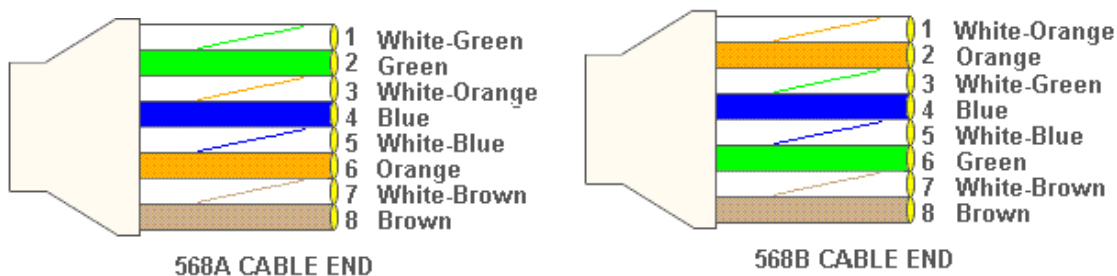 1 White-Green
2 Green
3 White-Orange
4 Blue
5 White-Blue
6 Orange
7 White-Brown
8 Brown
568A CABLE END
1 White-Orange
2 Orange
3 White-Green
4 Blue
5 White-Blue
6 Green
7 White-Brown
8 Brown
568B CABLE END